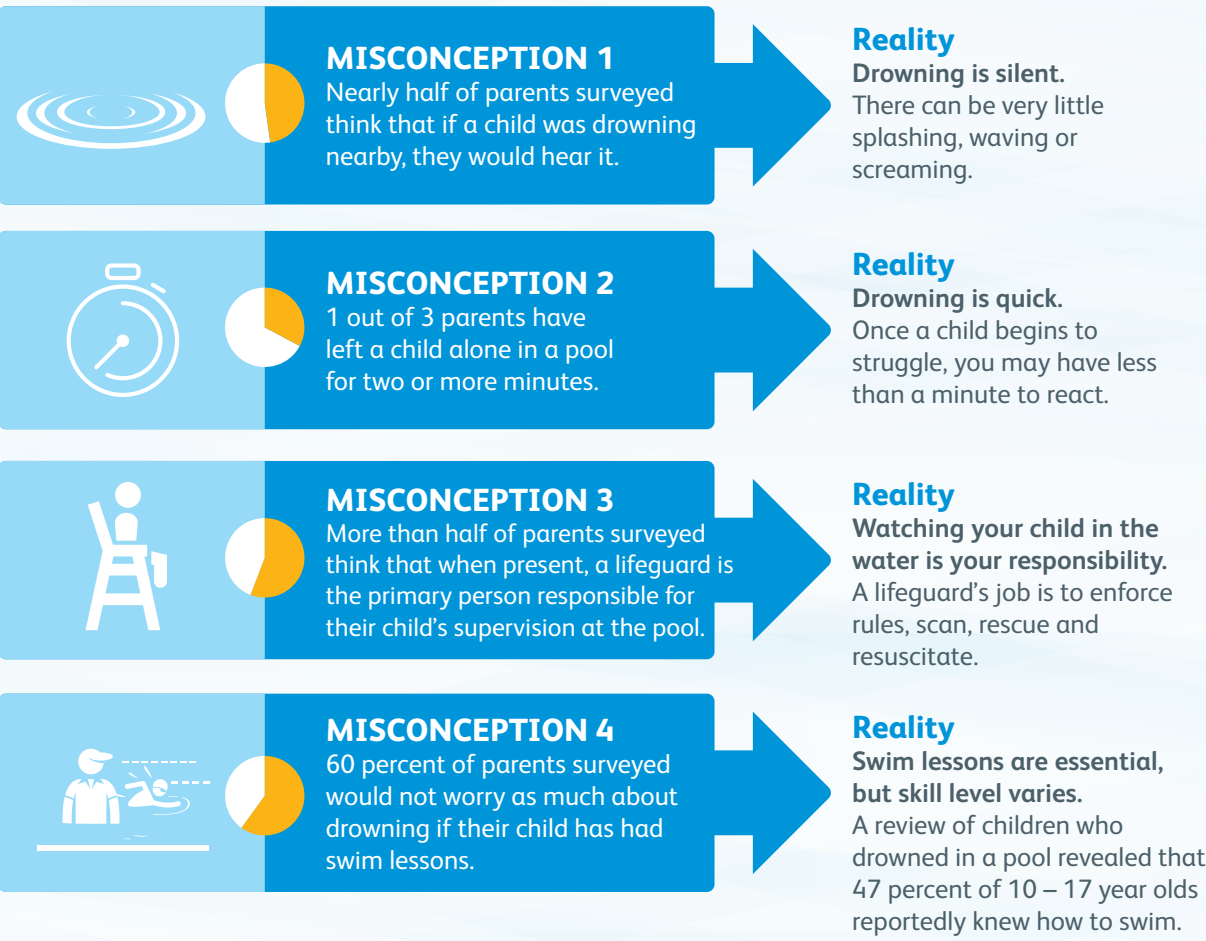 MISCONCEPTION 1
Nearly half of parents surveyed
think that if a child was drowning
nearby, they would hear it.
Reality
Drowning is silent.
There can be very little
splashing, waving or
screaming.
MISCONCEPTION 2
1 out of 3 parents have
left a child alone in a pool
for two or more minutes.
Reality
Drowning is quick.
Once a child begins to
struggle, you may have less
than a minute to react.
MISCONCEPTION 3
More than half of parents surveyed
think that when present, a lifeguard is
the primary person responsible for
their child’s supervision at the pool.
Reality
Watching your child in the
water is your responsibility.
A lifeguard’s job is to enforce
rules, scan, rescue and
resuscitate.
MISCONCEPTION 4
60 percent of parents surveyed
would not worry as much about
drowning if their child has had
swim lessons.
Reality
Swim lessons are essential,
but skill level varies.
A review of children who
drowned in a pool revealed that
47 percent of 10 – 17 year olds
reportedly knew how to swim.